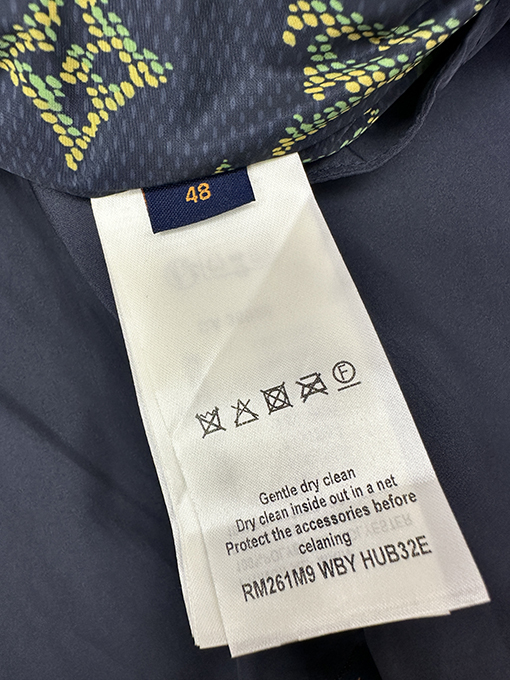 48
F
Gentle dry clean
Dry clean inside out in a net
Protect the accessories before
celaning
RM261M9 WBY HUB32E